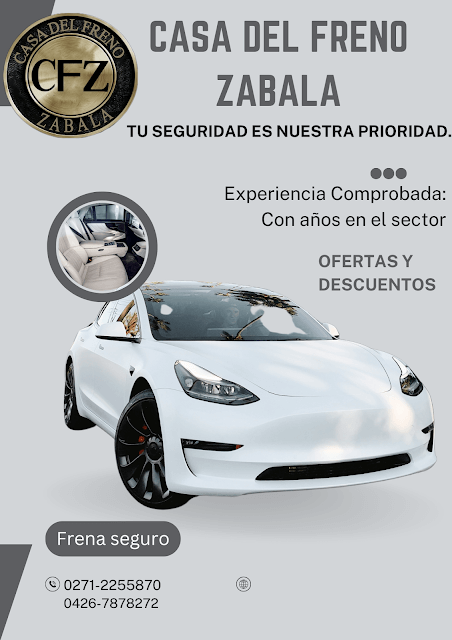 CASA DEL FRENO
CFZ
ZABALA
CASA DEL FRENO
ZABALA
TU SEGURIDAD ES NUESTRA PRIORIDAD.
Experiencia Comprobada:
Con años en el sector
OFERTAS Y
DESCUENTOS
Frena seguro
0271-2255870
0426-7878272